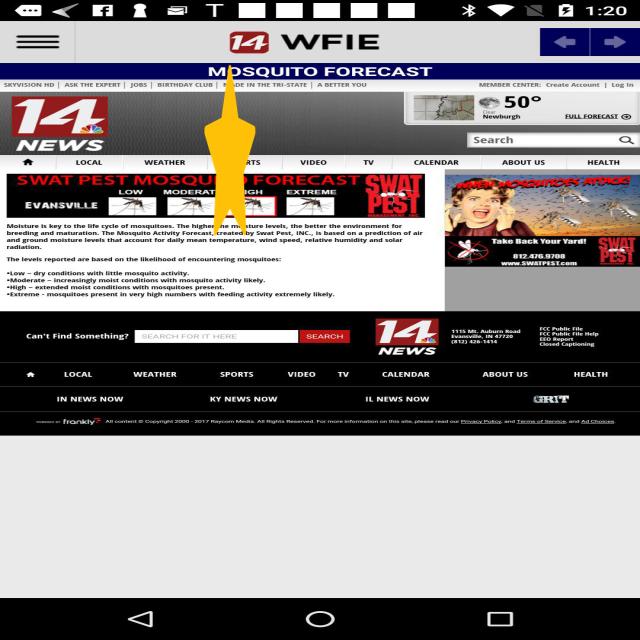 1:20
14 WFIE
MOSQUITO FORECAST
SKYVISION HD | ASK THE EXPERT | JOBS | BIRTHDAY CLUB | IN THE TRI-STATE | A BETTER YOU
MEMBER CENTER: Create Account | Log In
14
NEWS
50°
Clear
Newburgh
FULL FORECAST
Search
LOCAL WEATHER VIDEO TV CALENDAR ABOUT US HEALTH
SWAT PEST MOSQUITO FORECAST
LOW EXTREME
EVANSVILLE
SWAT
PEST
WHEN MOSQUITOES ATTACK!
Take Back Your Yard!
812.476.9708
www.SWATPEST.com
SWAT
PEST
Moisture is key to the life cycle of mosquitoes. The higher the moisture levels, the better the environment for
breeding and maturation. The Mosquito Activity Forecast, created by Swat Pest, INC., is based on a prediction of air
and ground moisture levels that account for daily mean temperature, wind speed, relative humidity and solar
radiation.
The levels reported are based on the likelihood of encountering mosquitoes:
•Low – dry conditions with little mosquito activity.
•Moderate – increasingly moist conditions with mosquito activity likely.
•High – extended moist conditions with mosquitoes present.
•Extreme - mosquitoes present in very high numbers with feeding activity extremely likely.
Can't Find Something?
SEARCH FOR IT HERE
SEARCH
14
NEWS
1115 Mt. Auburn Road
Evansville, IN 47720
(812) 426-1414
FCC Public File
FCC Public File Help
EEO Report
Closed Captioning
LOCAL WEATHER SPORTS VIDEO TV CALENDAR ABOUT US HEALTH
IN NEWS NOW KY NEWS NOW IL NEWS NOW GRIT
POWERED BY frankly All content © Copyright 2000 - 2017 Raycom Media. All Rights Reserved. For more information on this site, please read our Privacy Policy, and Terms of Service, and Ad Choices.